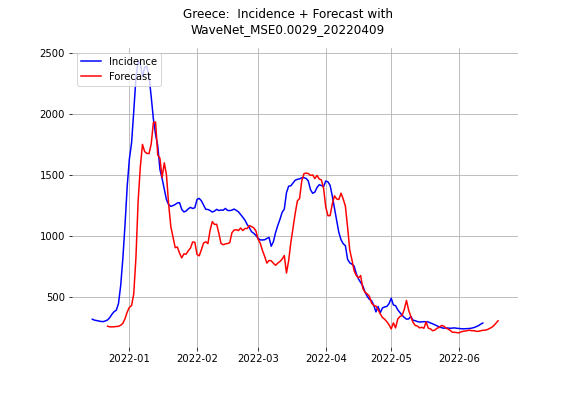 Greece:  Incidence + Forecast with
WaveNet_MSE0.0029_20220409
2500
Incidence
Forecast
2000
1500
1000
500
2022-01 2022-02 2022-03 2022-04 2022-05 2022-06